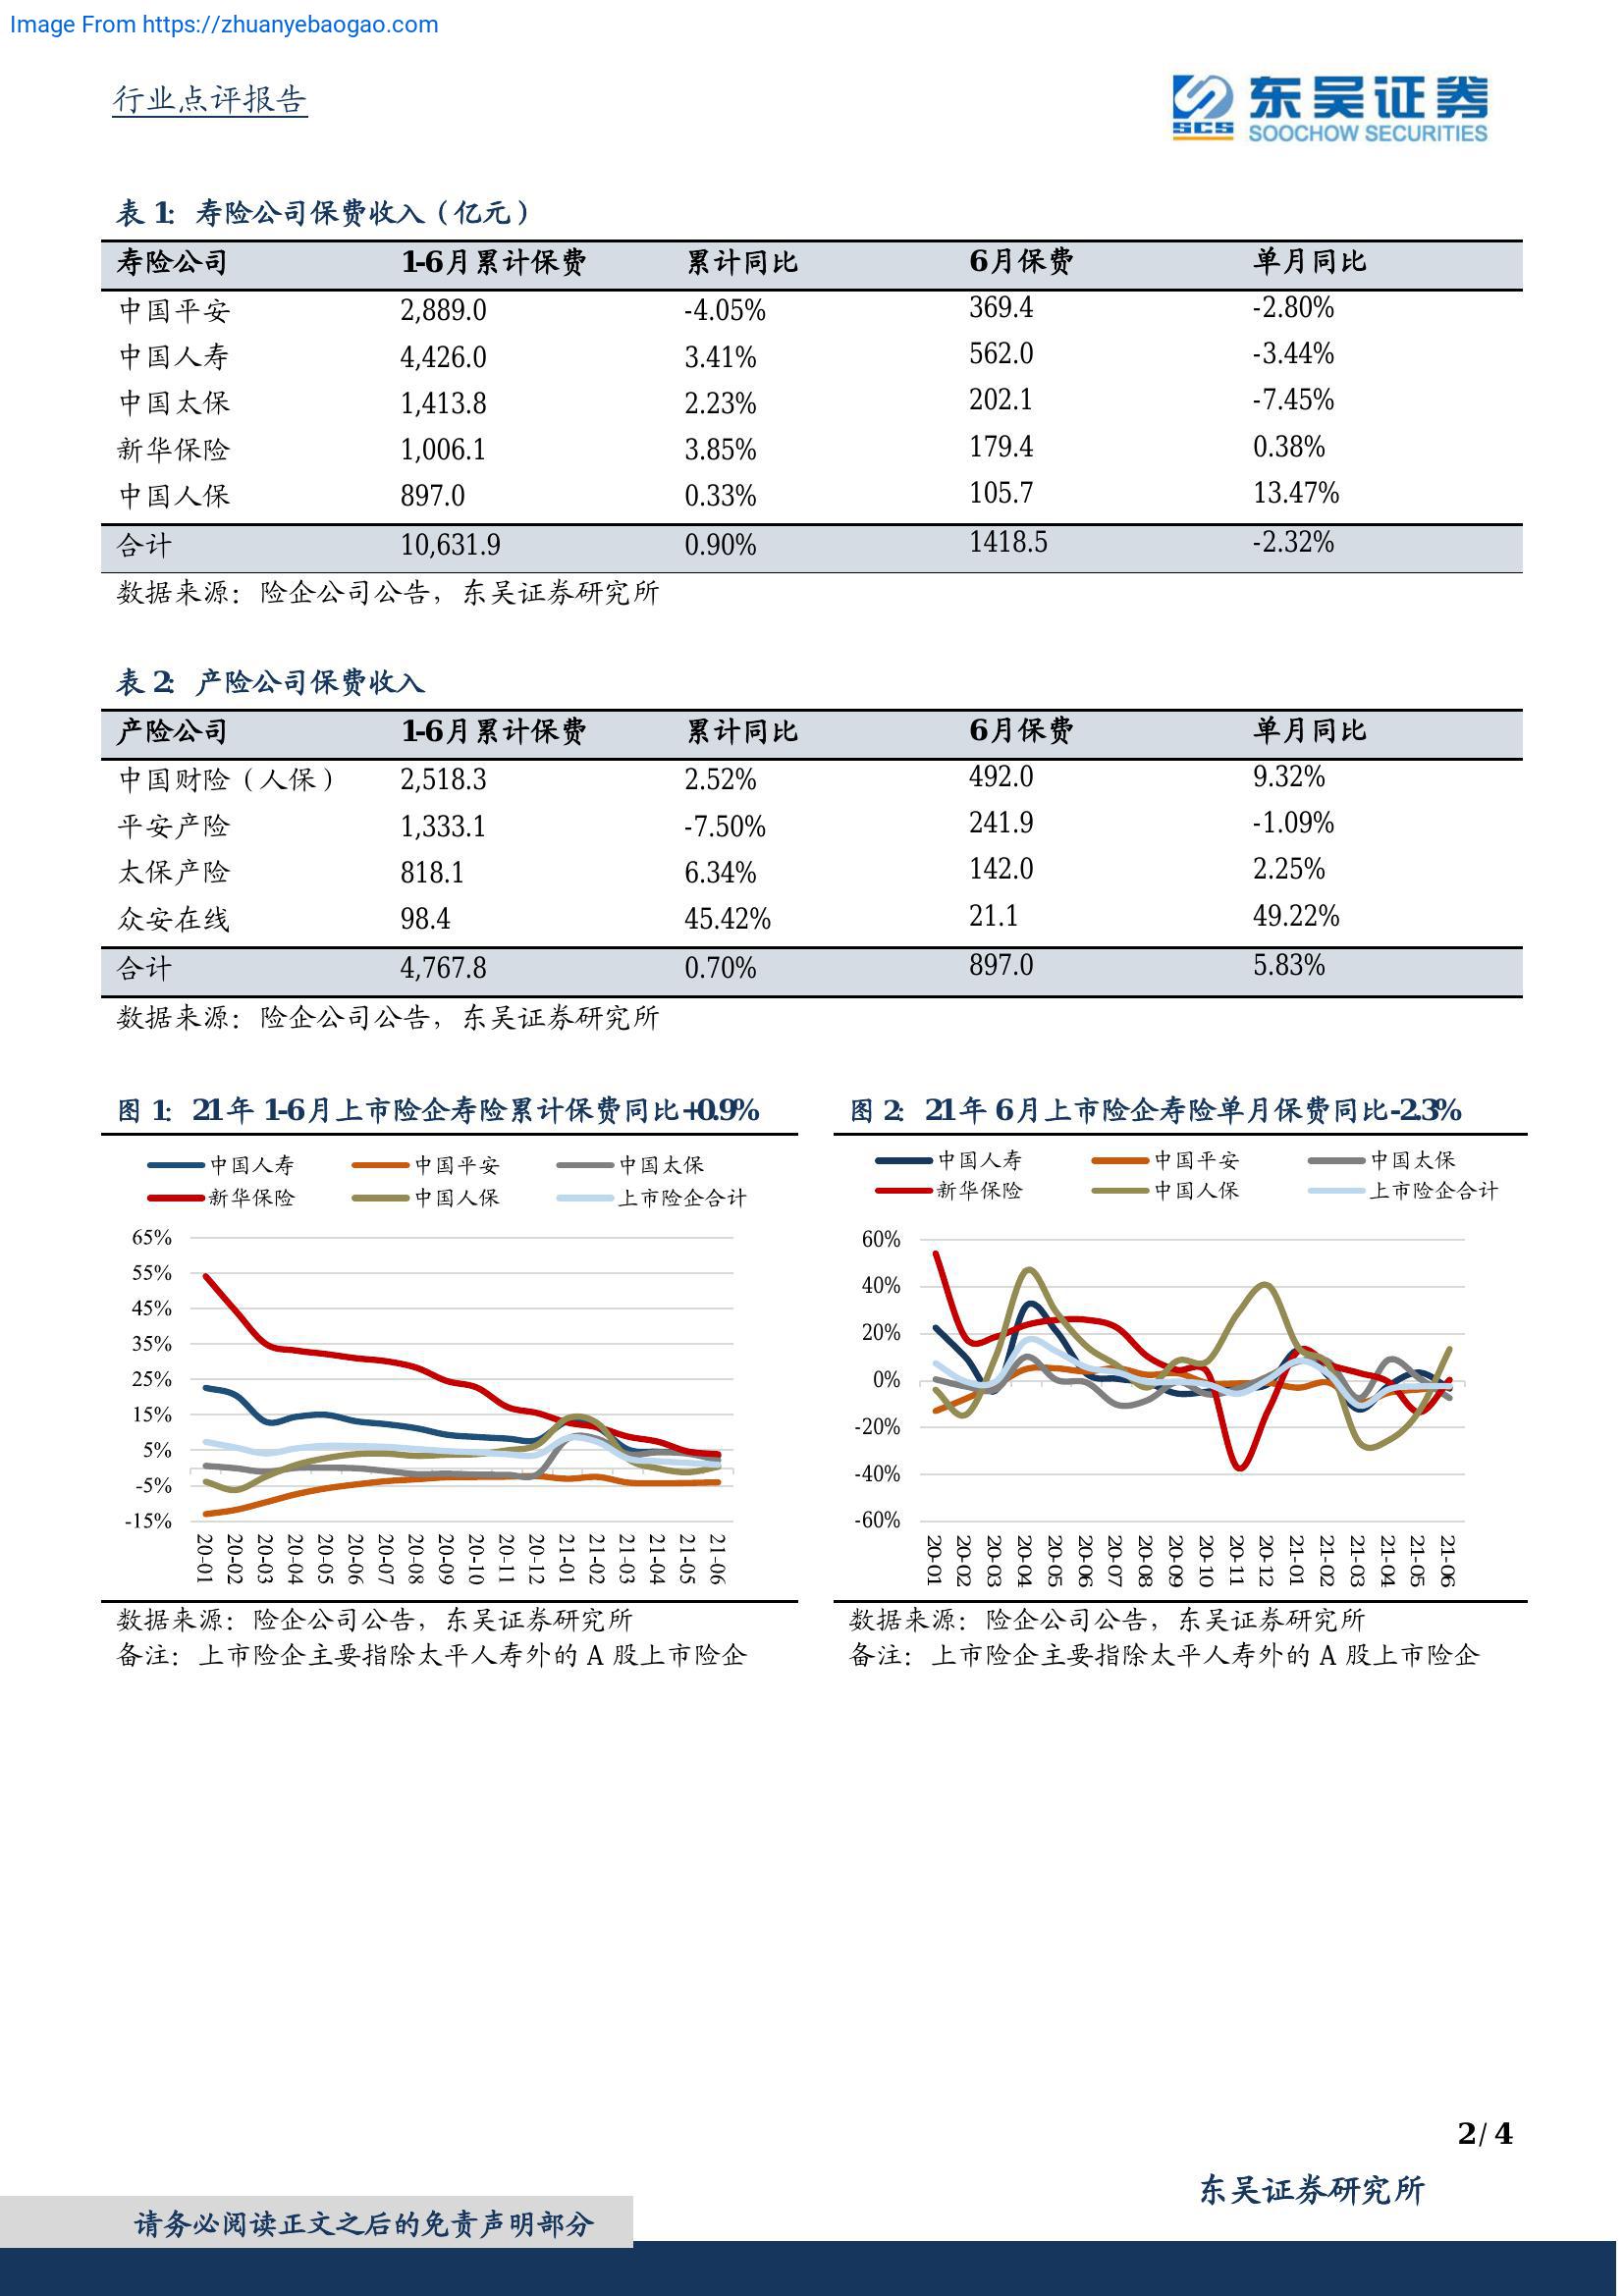 Image From https://zhuanyebaogao.com
行业点评报告
东吴证券
SCS
SOOCHOW SECURITIES
表 1： 寿险公司保费收入（亿元）
寿险公司 1-6月累计保费 累计同比 6月保费 单月同比
中国平安 2,889.0 -4.05% 369.4 -2.80%
中国人寿 4,426.0 3.41% 562.0 -3.44%
中国太保 1,413.8 2.23% 202.1 -7.45%
新华保险 1,006.1 3.85% 179.4 0.38%
中国人保 897.0 0.33% 105.7 13.47%
合计 10,631.9 0.90% 1418.5 -2.32%
数据来源：险企公司公告，东吴证券研究所
表 2： 产险公司保费收入
产险公司 1-6月累计保费 累计同比 6月保费 单月同比
中国财险（人保） 2,518.3 2.52% 492.0 9.32%
平安产险 1,333.1 -7.50% 241.9 -1.09%
太保产险 818.1 6.34% 142.0 2.25%
众安在线 98.4 45.42% 21.1 49.22%
合计 4,767.8 0.70% 897.0 5.83%
数据来源：险企公司公告，东吴证券研究所
图 1： 21年 1-6月上市险企寿险累计保费同比+0.9%
中国人寿 中国平安 中国太保
新华保险 中国人保 上市险企合计
65%
55%
45%
35%
25%
15%
5%
-5%
-15%
20-01 20-02 20-03 20-04 20-05 20-06 20-07 20-08 20-09 20-10 20-11 20-12 21-01 21-02 21-03 21-04 21-05 21-06
数据来源：险企公司公告，东吴证券研究所
备注：上市险企主要指除太平人寿外的 A 股上市险企
图 2： 21年 6月上市险企寿险单月保费同比-2.3%
中国人寿 中国平安 中国太保
新华保险 中国人保 上市险企合计
60%
40%
20%
0%
-20%
-40%
-60%
20-01 20-02 20-03 20-04 20-05 20-06 20-07 20-08 20-09 20-10 20-11 20-12 21-01 21-02 21-03 21-04 21-05 21-06
数据来源：险企公司公告，东吴证券研究所
备注：上市险企主要指除太平人寿外的 A 股上市险企
2 / 4
东吴证券研究所
请务必阅读正文之后的免责声明部分